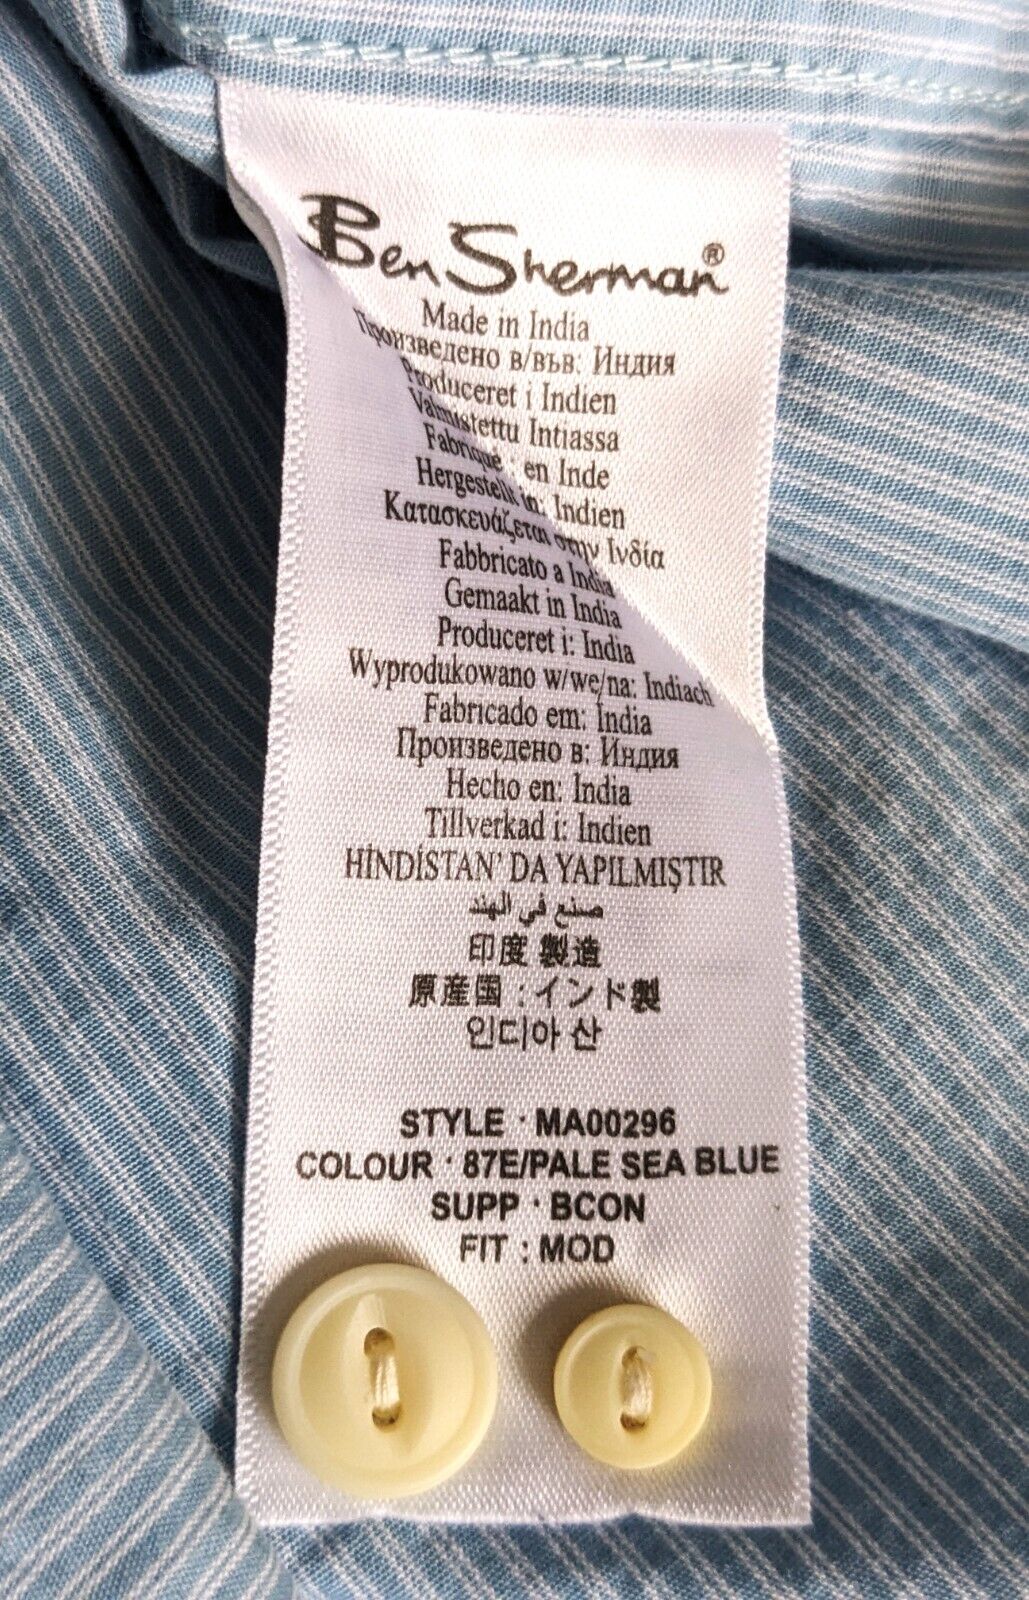 Ben Sherman®
Made in India
Произведено в/във: Индия
Produceret i Indien
Valmistettu Intiassa
Fabrique : en Inde
Hergestellt in: Indien
Κατασκευάζεται στην Ινδία
Fabbricato a India
Gemaakt in India
Produceret i: India
Wyprodukowano w/we/na: Indiach
Fabricado em: India
Произведено в: Индия
Hecho en: India
Tillverkad i: Indien
HİNDİSTAN' DA YAPILMIŞTIR
صنع في الهند
印度 製造
原産国 : インド製
인디아 산
STYLE : MA00296
COLOUR : 87E/PALE SEA BLUE
SUPP : BCON
FIT : MOD